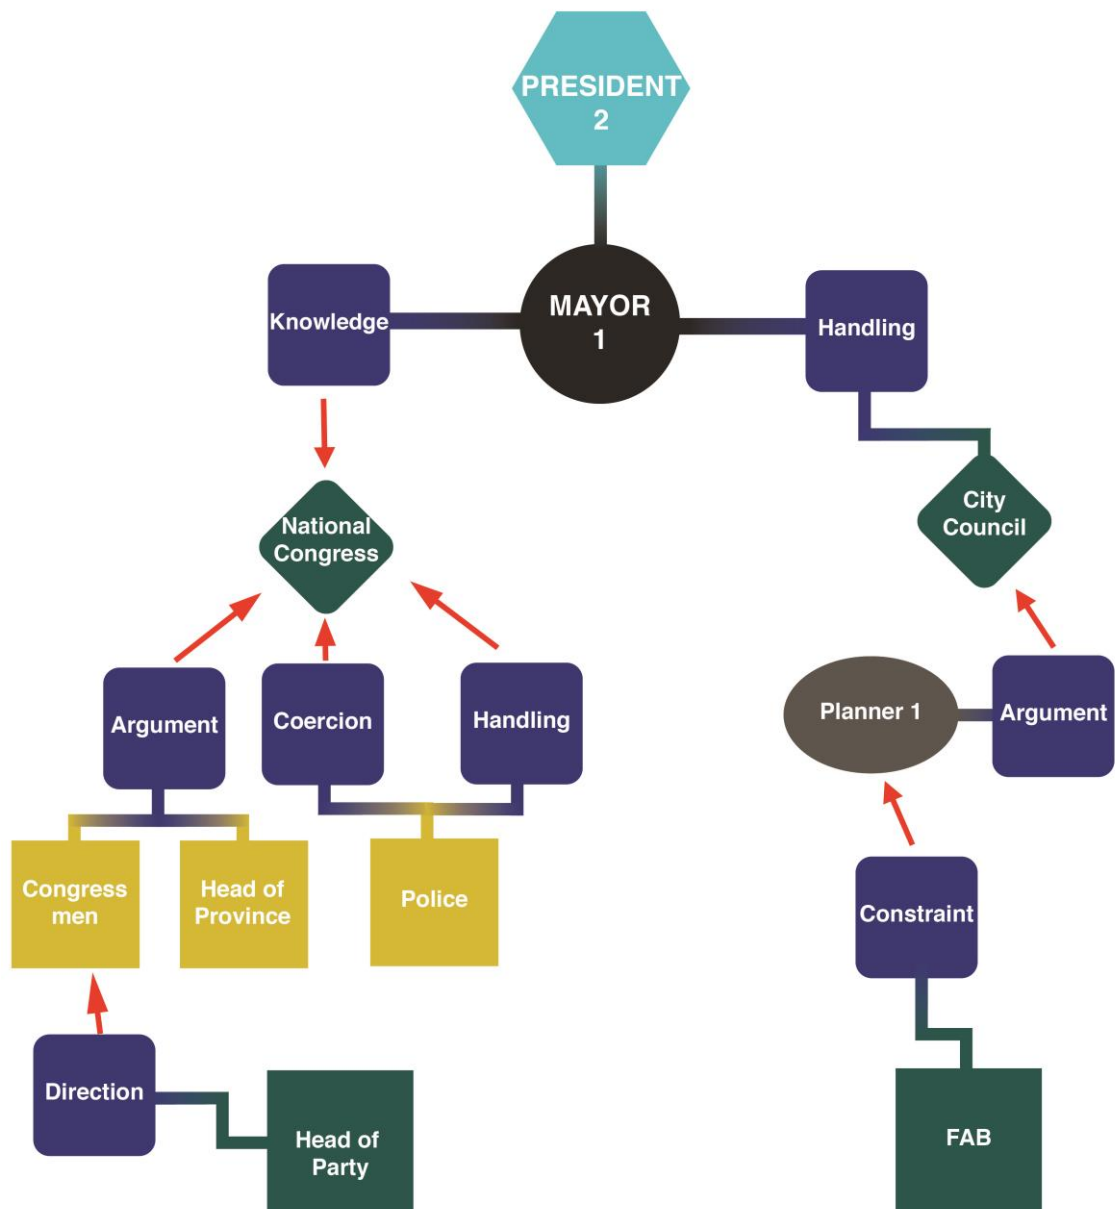 PRESIDENT
2
MAYOR
1
Knowledge
Handling
National
Congress
City
Council
Argument
Coercion
Handling
Planner 1
Argument
Congress
men
Head of
Province
Police
Constraint
Direction
Head of
Party
FAB